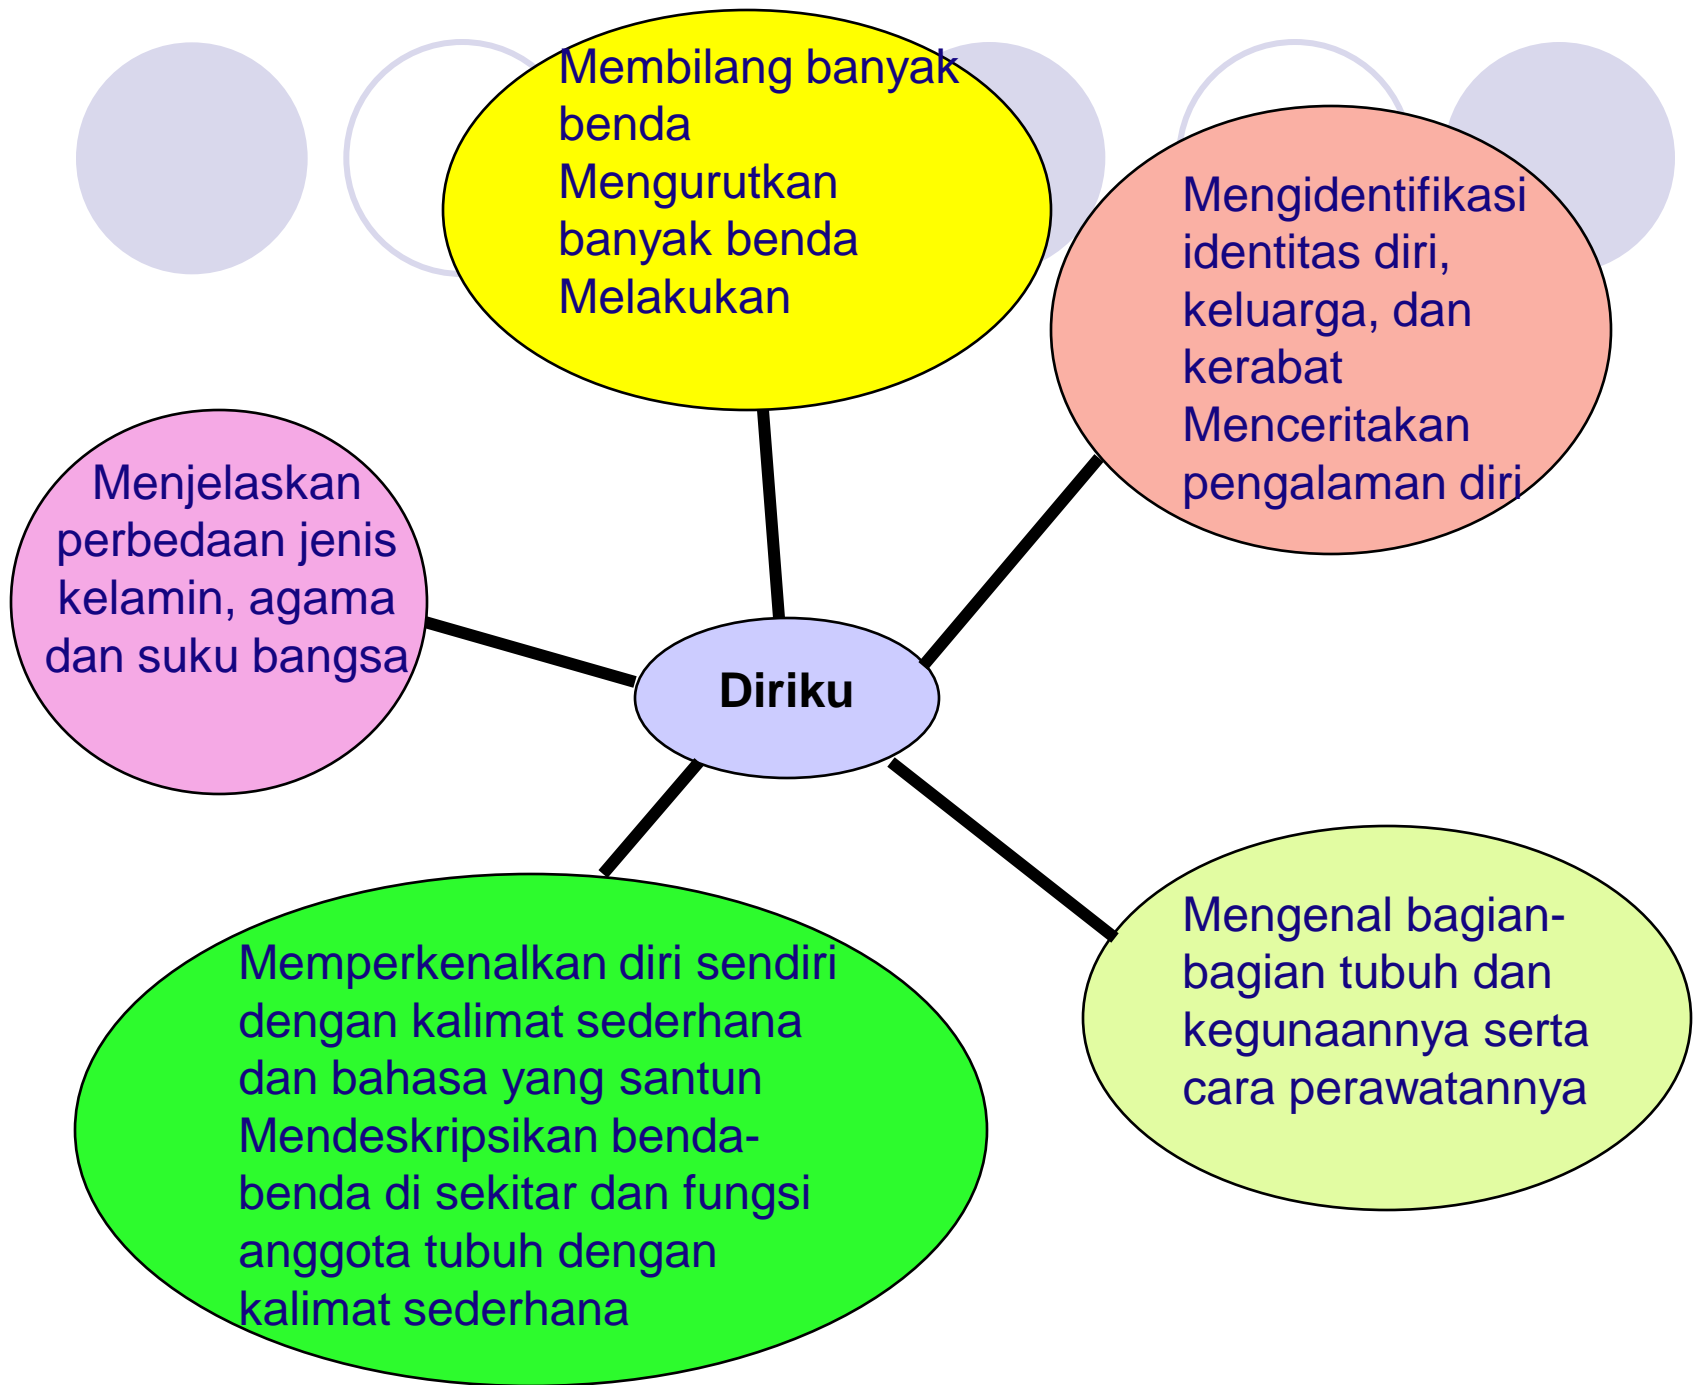 Membilang banyak
benda
Mengurutkan
banyak benda
Melakukan
Mengidentifikasi
identitas diri,
keluarga, dan
kerabat
Menceritakan
pengalaman diri
Menjelaskan
perbedaan jenis
kelamin, agama
dan suku bangsa
Diriku
Memperkenalkan diri sendiri
dengan kalimat sederhana
dan bahasa yang santun
Mendeskripsikan benda-
benda di sekitar dan fungsi
anggota tubuh dengan
kalimat sederhana
Mengenal bagian-
bagian tubuh dan
kegunaannya serta
cara perawatannya